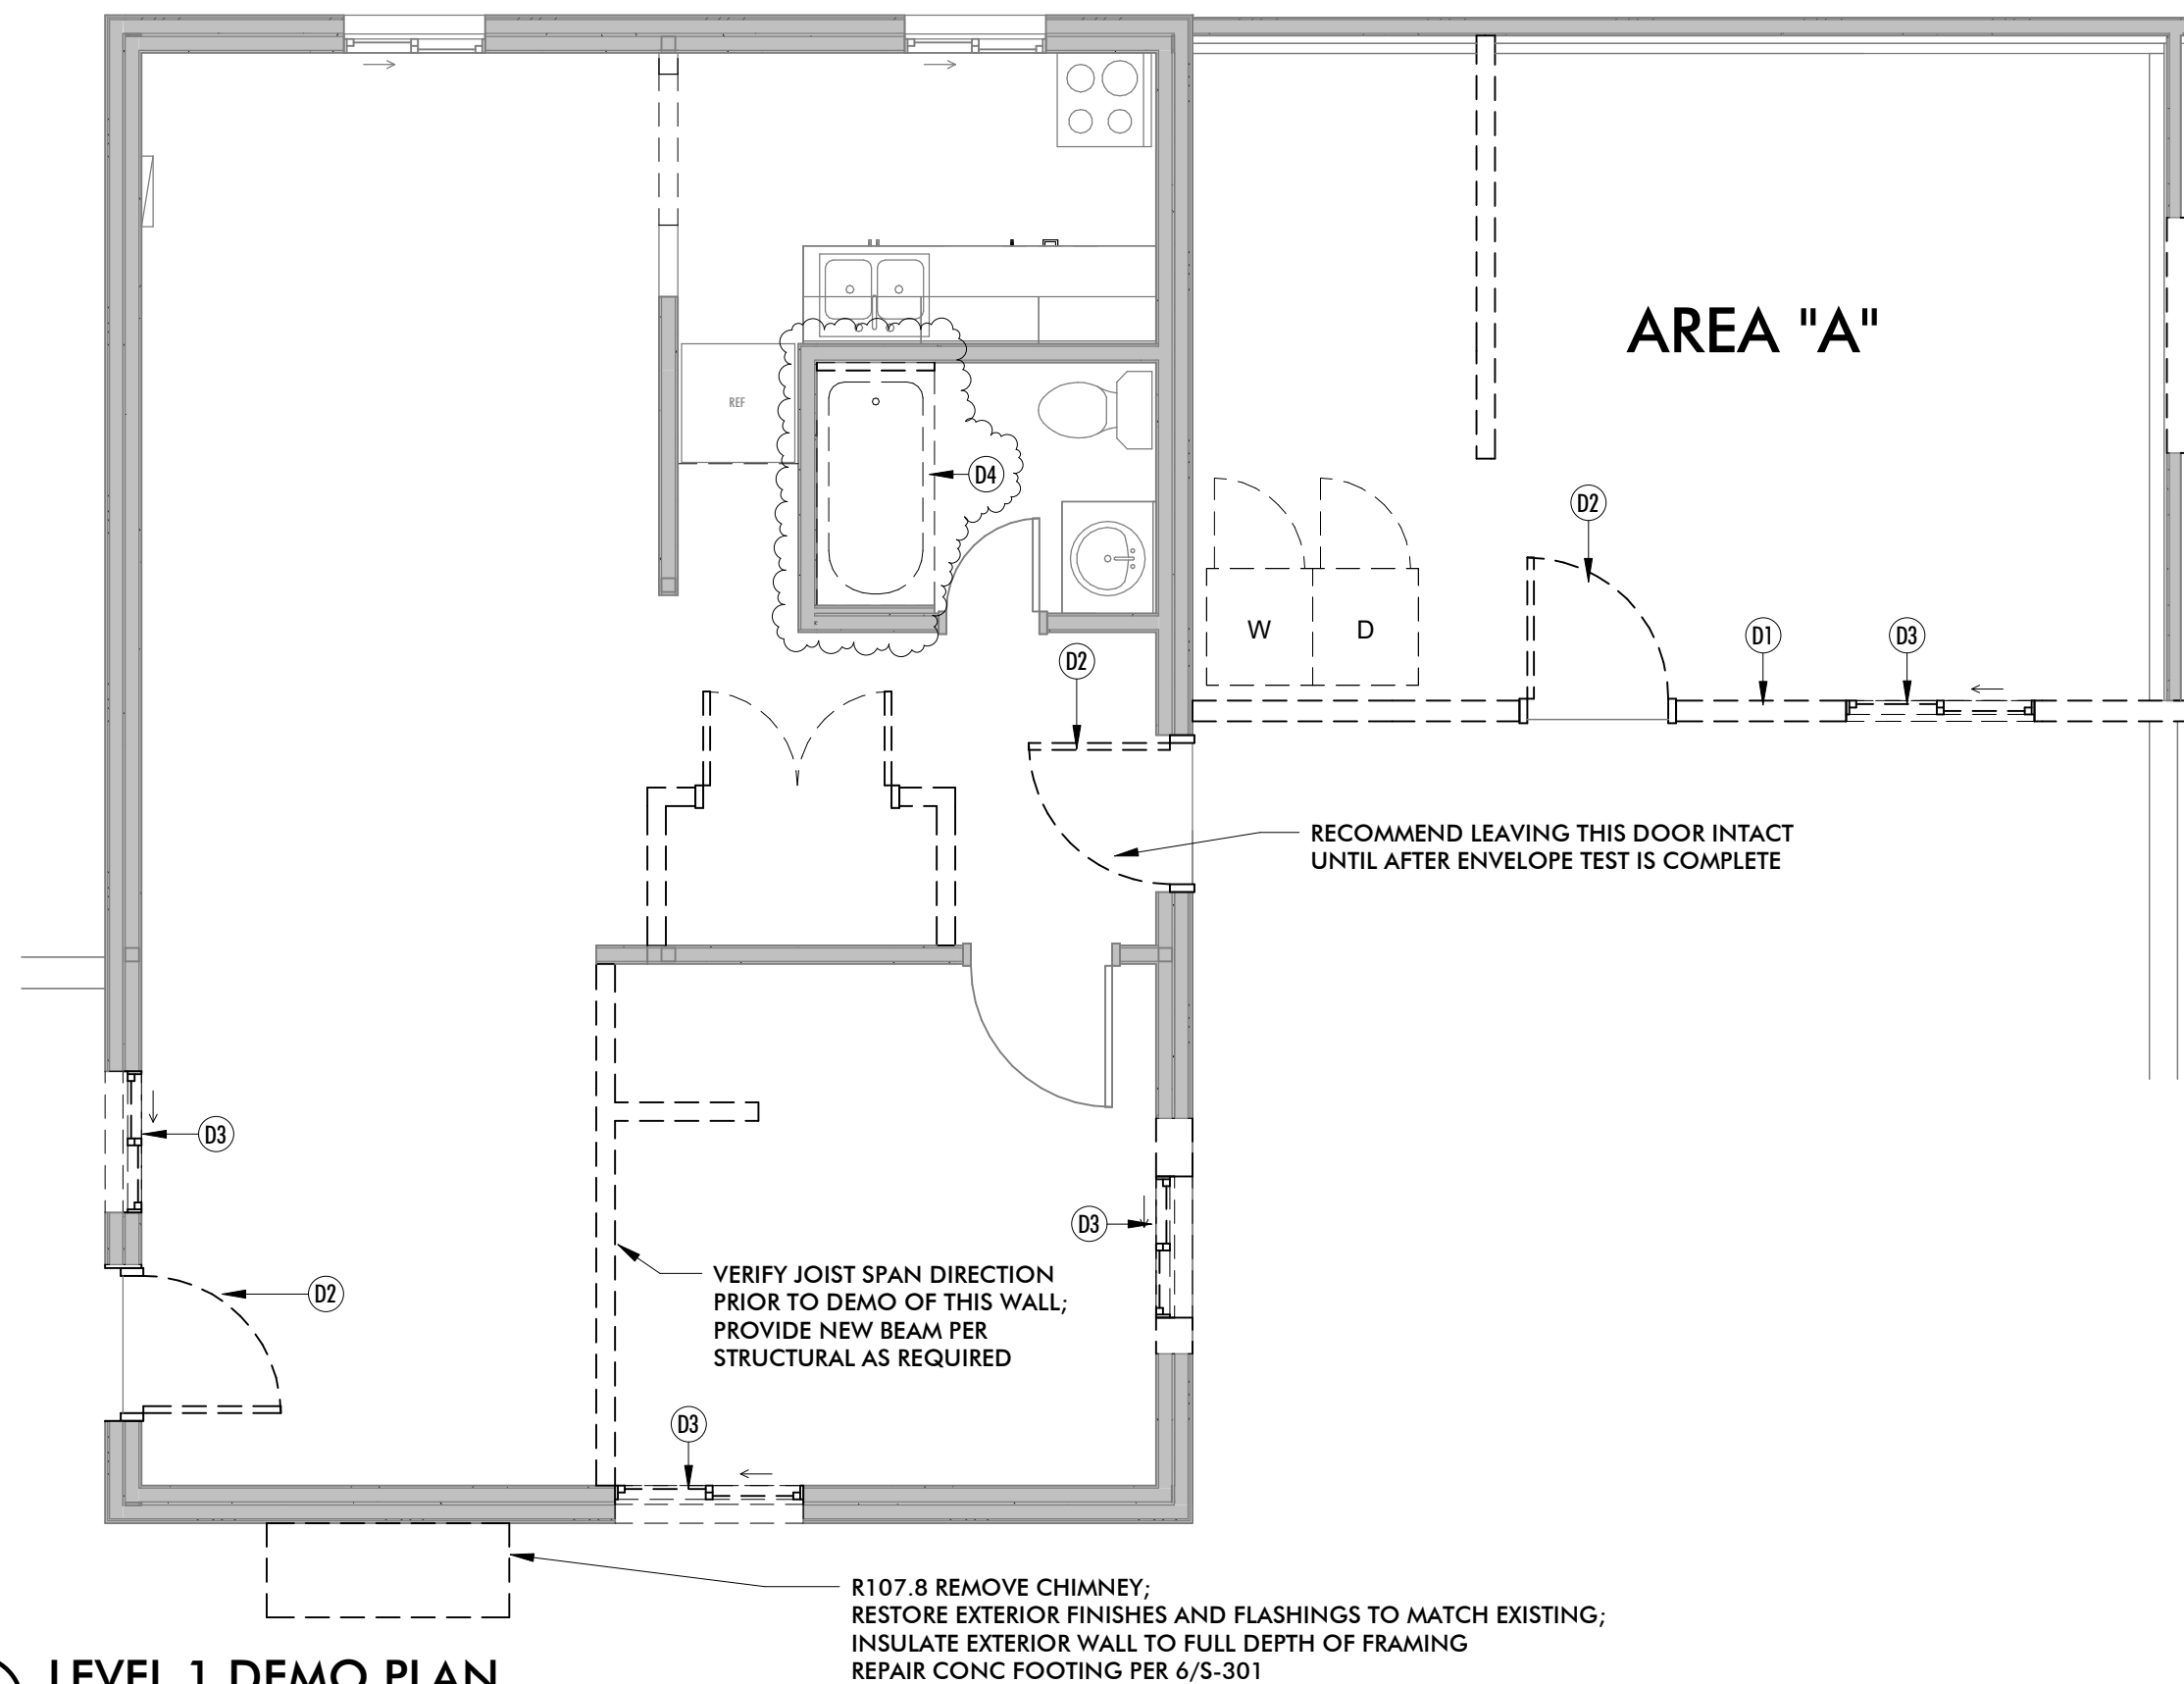 AREA "A"
REF
D4
D2
W
D
D1
D3
D2
RECOMMEND LEAVING THIS DOOR INTACT
UNTIL AFTER ENVELOPE TEST IS COMPLETE
D3
D3
D2
VERIFY JOIST SPAN DIRECTION
PRIOR TO DEMO OF THIS WALL;
PROVIDE NEW BEAM PER
STRUCTURAL AS REQUIRED
D3
R107.8 REMOVE CHIMNEY;
RESTORE EXTERIOR FINISHES AND FLASHINGS TO MATCH EXISTING;
INSULATE EXTERIOR WALL TO FULL DEPTH OF FRAMING
REPAIR CONC FOOTING PER 6/S-301
LEVEL 1 DEMO PLAN